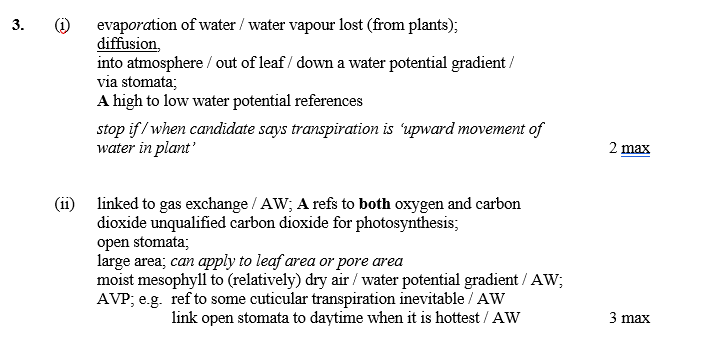 3. (i) evaporation of water / water vapour lost (from plants);
diffusion,
into atmosphere / out of leaf / down a water potential gradient /
via stomata;
A high to low water potential references
stop if / when candidate says transpiration is ‘upward movement of
water in plant’ 2 max
(ii) linked to gas exchange / AW; A refs to both oxygen and carbon
dioxide unqualified carbon dioxide for photosynthesis;
open stomata;
large area; can apply to leaf area or pore area
moist mesophyll to (relatively) dry air / water potential gradient / AW;
AVP; e.g. ref to some cuticular transpiration inevitable / AW
link open stomata to daytime when it is hottest / AW 3 max